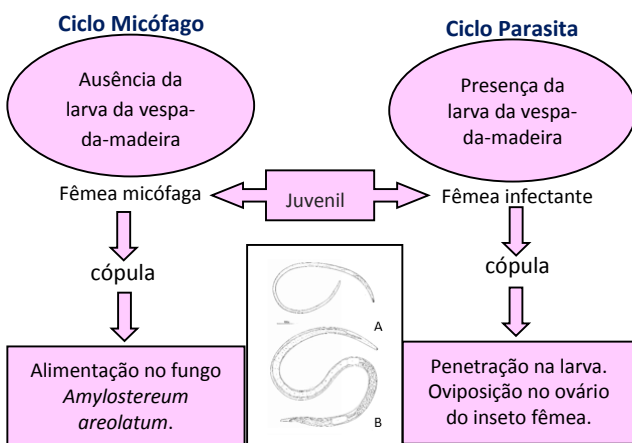 Ciclo Micófago
Ausência da
larva da vespa-
da-madeira
Fêmea micófaga
cópula
Alimentação no fungo
Amylostereum
areolatum.
Juvenil
A
B
Ciclo Parasita
Presença da
larva da vespa-
da-madeira
Fêmea infectante
cópula
Penetração na larva.
Oviposição no ovário
do inseto fêmea.